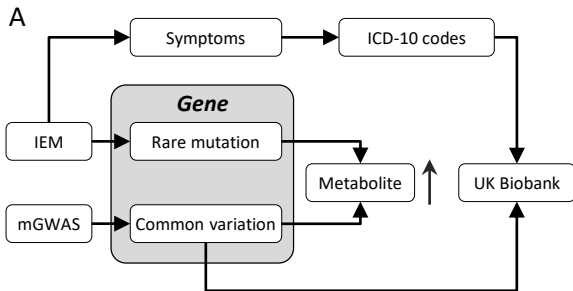 A
Symptoms
ICD-10 codes
Gene
IEM
Rare mutation
Metabolite
UK Biobank
mGWAS
Common variation